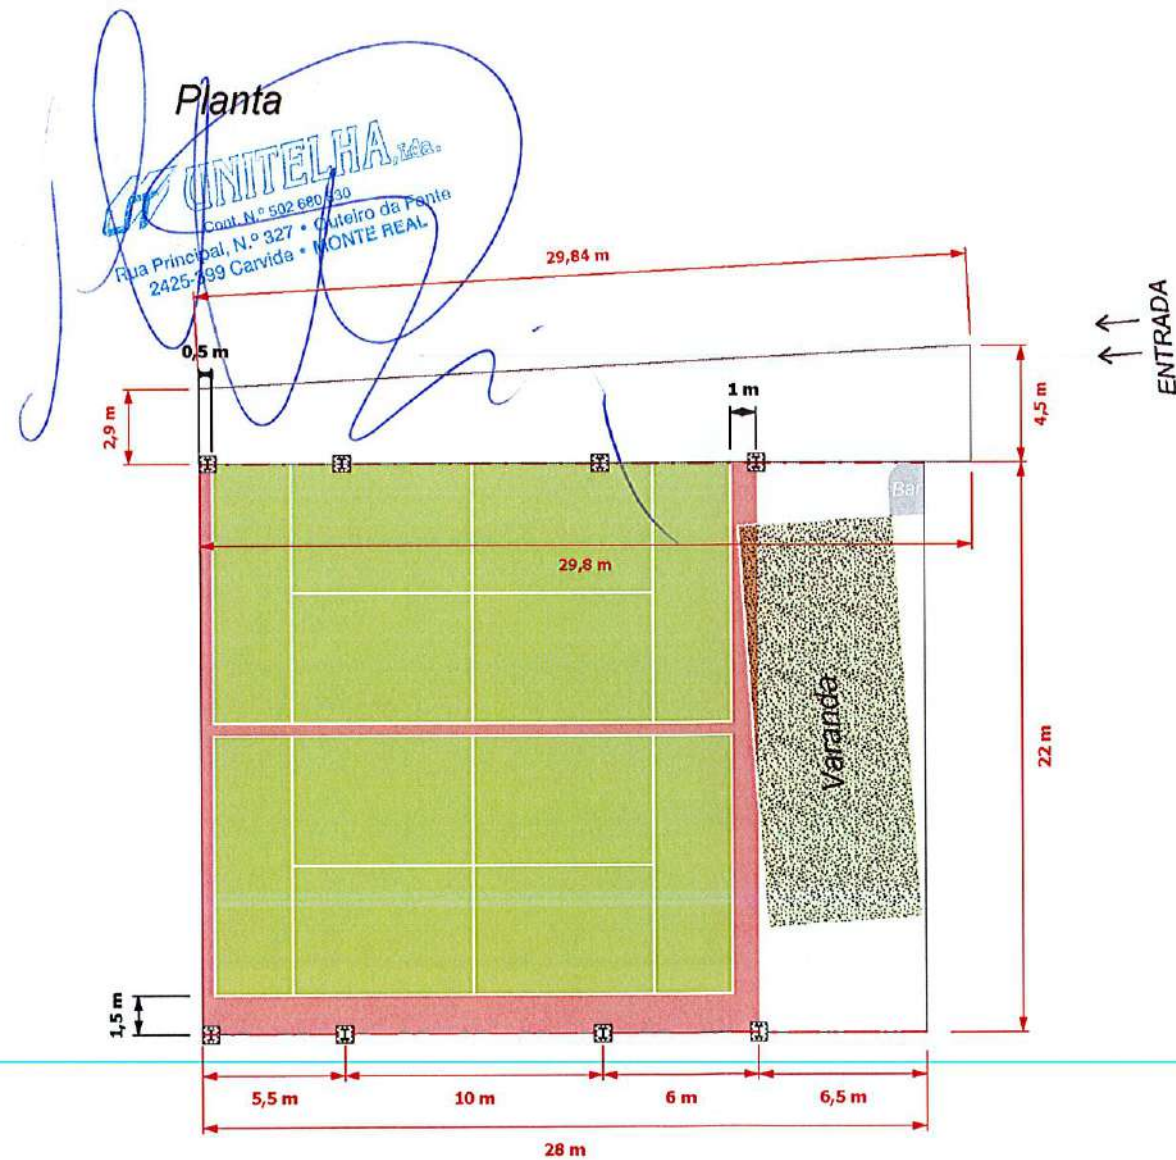 Planta
UNITELHA, Lda.
Cont. N.º 502 680 930
Rua Principal, N.º 327 • Outeiro da Fonte
2425-399 Carvide • MONTE REAL
29,84 m
ENTRADA
0,5 m
2,9 m
1 m
4,5 m
Bar
29,8 m
Varanda
22 m
1,5 m
5,5 m
10 m
6 m
6,5 m
28 m